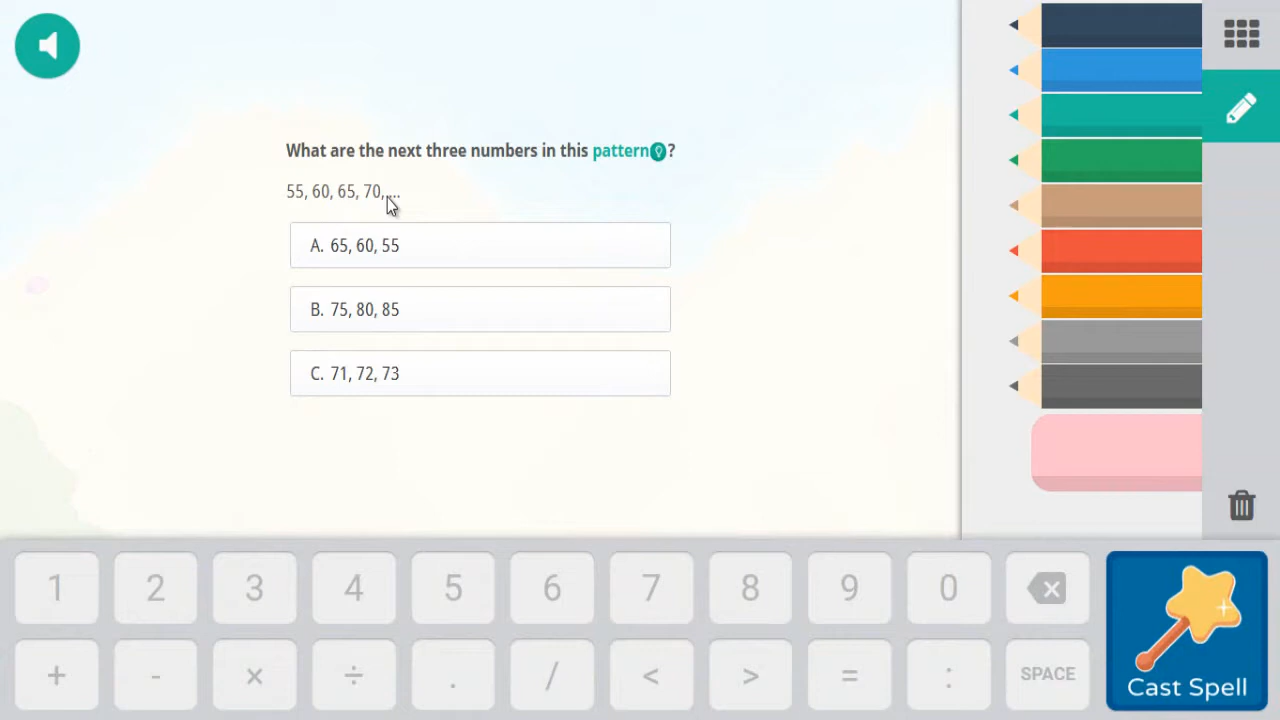 What are the next three numbers in this pattern?
55, 60, 65, 70, ...
A. 65, 60, 55
B. 75, 80, 85
C. 71, 72, 73
1 2 3 4 5 6 7 8 9 0
+ - × ÷ . / < > = : SPACE
Cast Spell